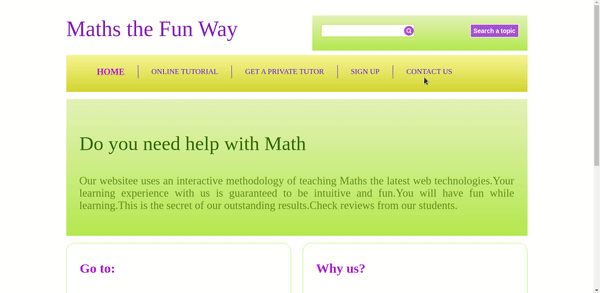 Maths the Fun Way
Search a topic
HOME
ONLINE TUTORIAL
GET A PRIVATE TUTOR
SIGN UP
CONTACT US
Do you need help with Math
Our websitee uses an interactive methodology of teaching Maths the latest web technologies.Your
learning experience with us is guaranteed to be intuitive and fun.You will have fun while
learning.This is the secret of our outstanding results.Check reviews from our students.
Go to:
Why us?